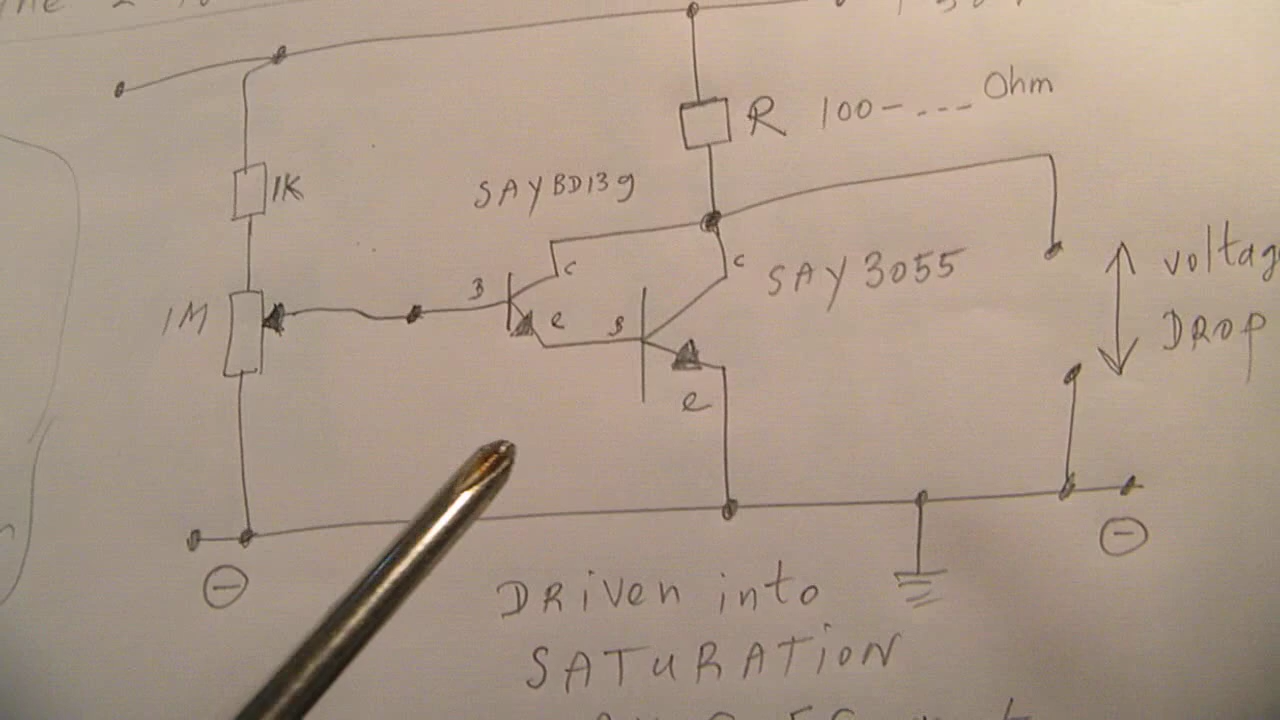 R 100-...Ohm
1K
SAY BD139
C
C
SAY 3055
voltag
B
1M
e
B
DROP
e
DRiven into
SATURATiON